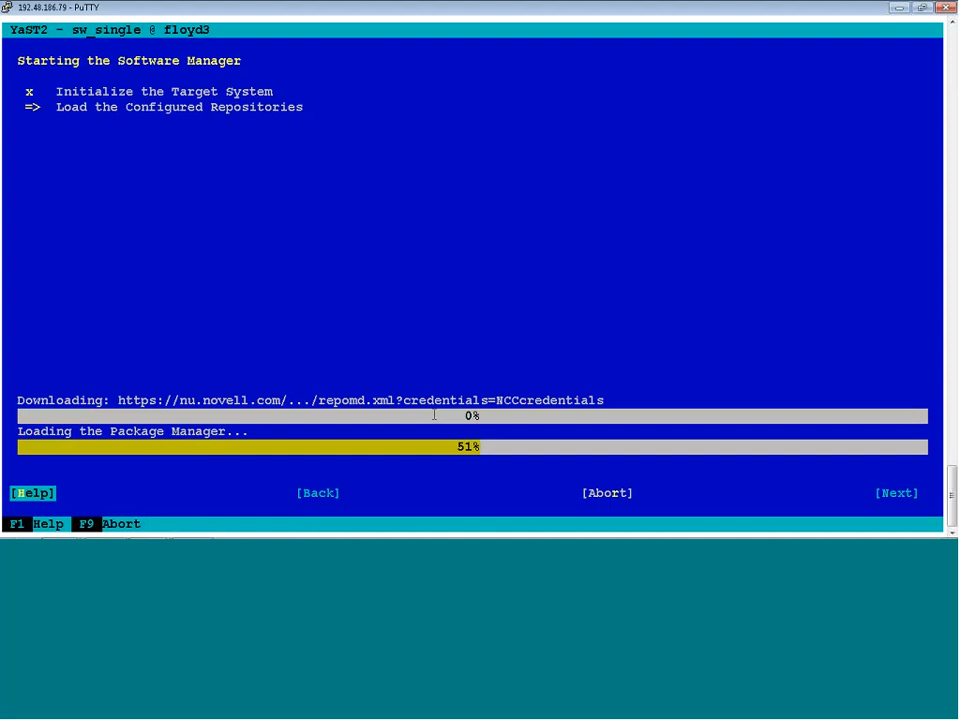 192.48.186.79 - PuTTY
YaST2 - sw_single @ floyd3
Starting the Software Manager
x Initialize the Target System
=> Load the Configured Repositories
Downloading: https://nu.novell.com/.../repomd.xml?credentials=NCCcredentials
0%
Loading the Package Manager...
51%
[Help] [Back] [Abort] [Next]
F1 Help F9 Abort